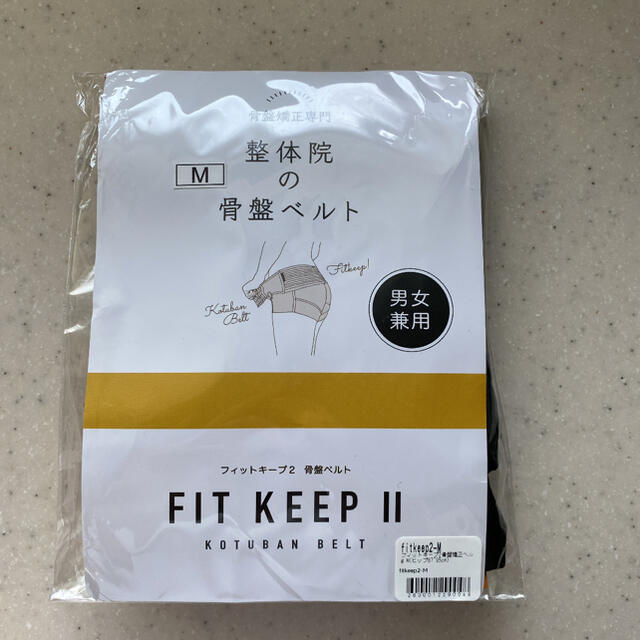 骨盤矯正専門
整体院
M
の
骨盤ベルト
Fitkeep!
Kotuban
Belt
男女
兼用
フィットキープ2 骨盤ベルト
FIT KEEP II
KOTUBAN BELT
fitkeep2-M
fitkeep2-M